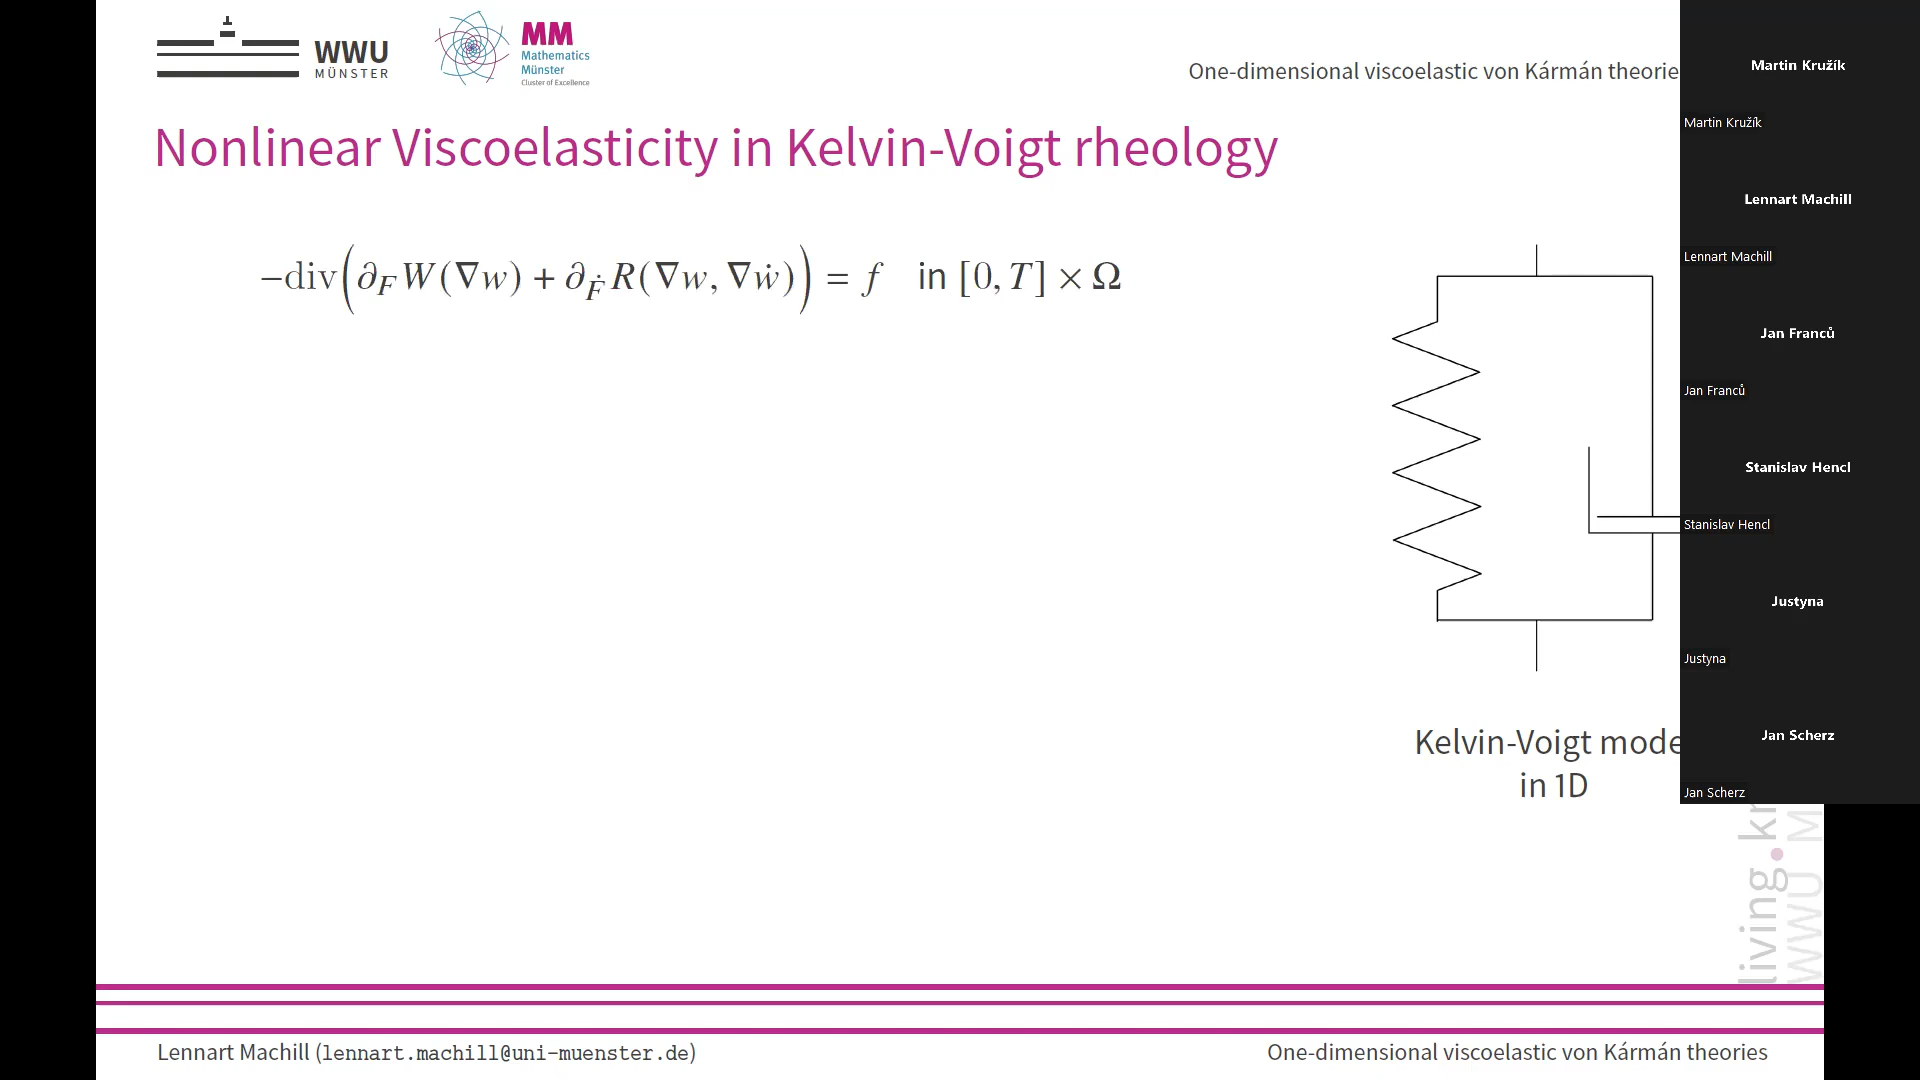 WWU
MÜNSTER
MM
Mathematics
Münster
Cluster of Excellence
One-dimensional viscoelastic von Kármán theorie
Nonlinear Viscoelasticity in Kelvin-Voigt rheology
−div(∂_F W(∇w) + ∂_Ḟ R(∇w, ∇ẇ)) = f in [0, T] × Ω
Kelvin-Voigt mode
in 1D
Martin Kružík
Martin Kružík
Lennart Machill
Lennart Machill
Jan Franců
Jan Franců
Stanislav Hencl
Stanislav Hencl
Justyna
Justyna
Jan Scherz
Jan Scherz
living
WWU M
Lennart Machill (lennart.machill@uni-muenster.de)
One-dimensional viscoelastic von Kármán theories